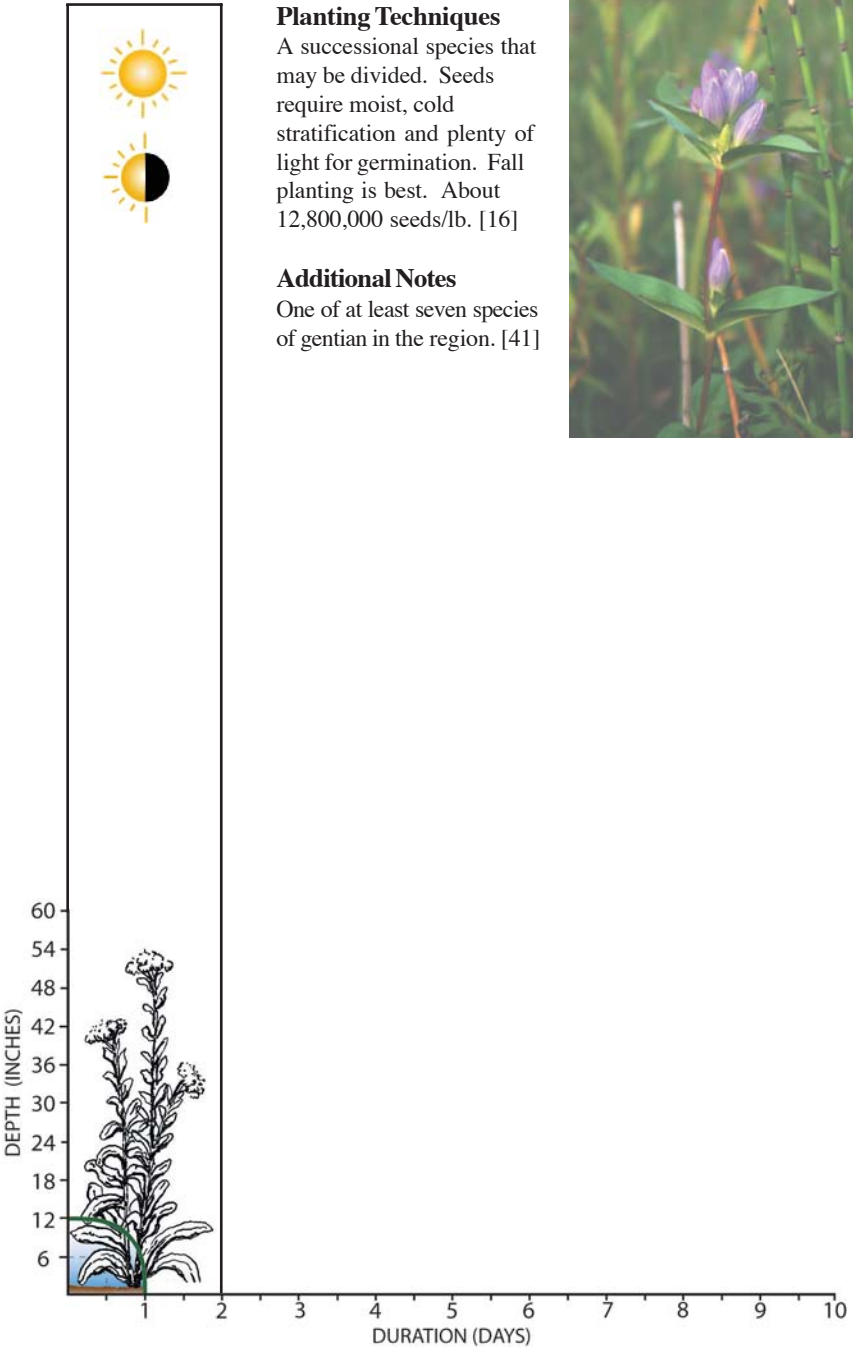 Planting Techniques
A successional species that
may be divided. Seeds
require moist, cold
stratification and plenty of
light for germination. Fall
planting is best. About
12,800,000 seeds/lb. [16]
Additional Notes
One of at least seven species
of gentian in the region. [41]
60
54
48
42
36
30
24
18
12
6
DEPTH (INCHES)
1 2 3 4 5 6 7 8 9 10
DURATION (DAYS)